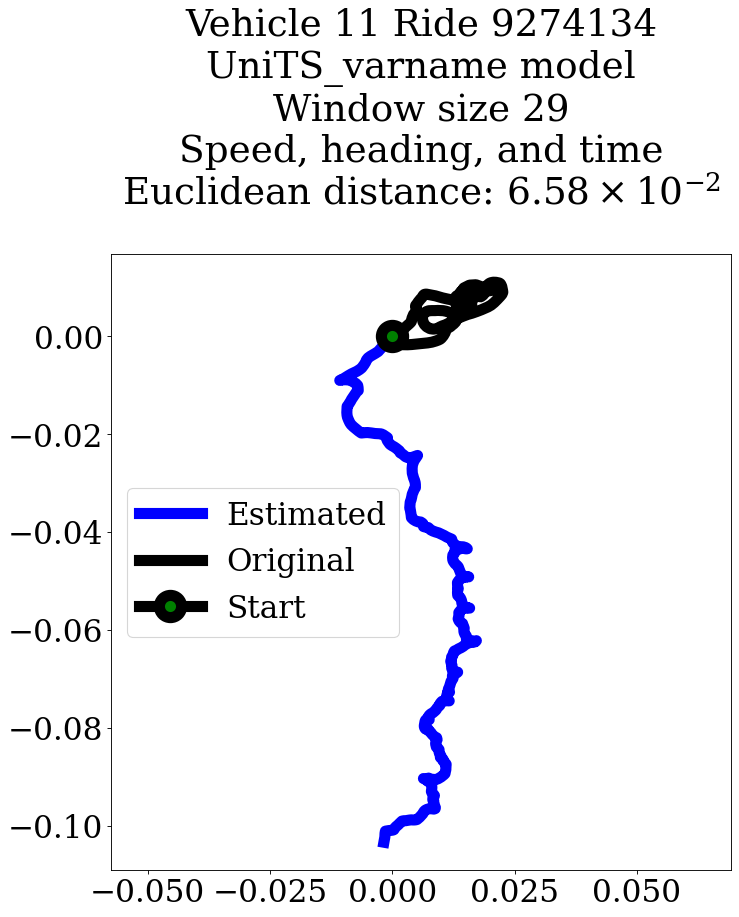 Vehicle 11 Ride 9274134
UniTS_varname model
Window size 29
Speed, heading, and time
Euclidean distance: 6.58 × 10⁻²
0.00
−0.02
−0.04
−0.06
−0.08
−0.10
Estimated
Original
Start
−0.050 −0.025 0.000 0.025 0.050